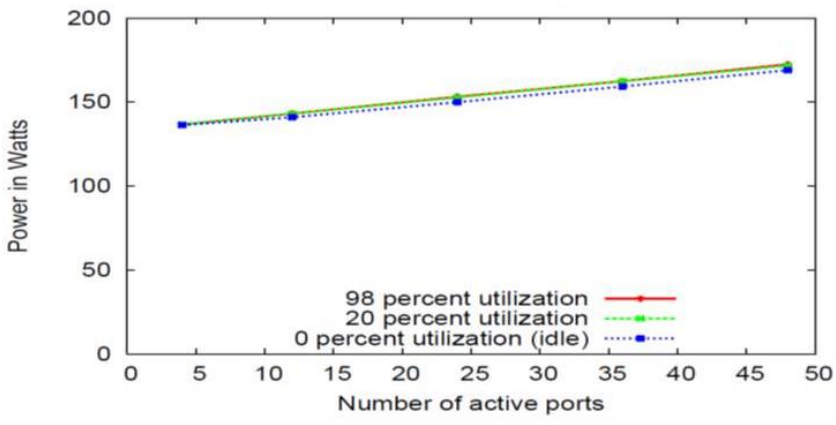 200
150
100
50
0
Power in Watts
98 percent utilization
20 percent utilization
0 percent utilization (idle)
0 5 10 15 20 25 30 35 40 45 50
Number of active ports